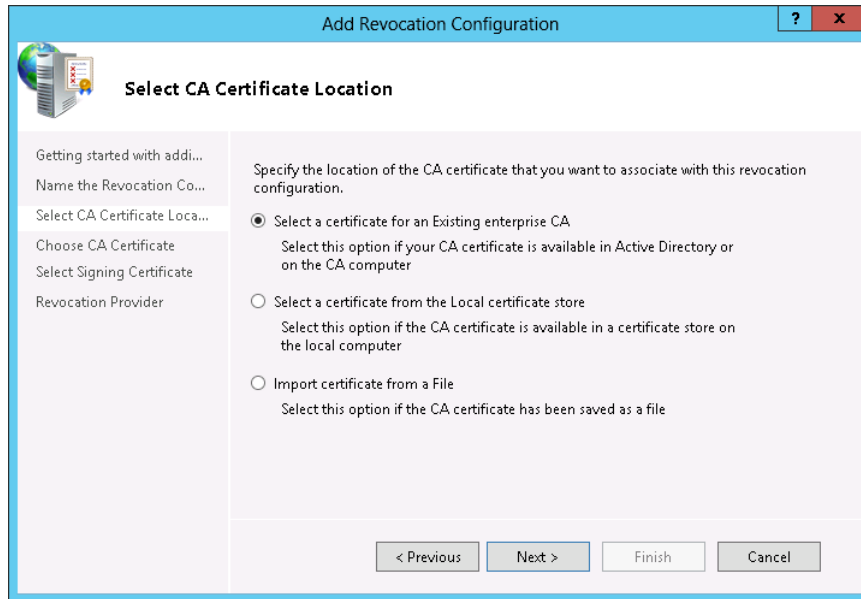 Add Revocation Configuration
?
x
Select CA Certificate Location
Getting started with addi...
Name the Revocation Co...
Select CA Certificate Loca...
Choose CA Certificate
Select Signing Certificate
Revocation Provider
Specify the location of the CA certificate that you want to associate with this revocation
configuration.
Select a certificate for an Existing enterprise CA
Select this option if your CA certificate is available in Active Directory or
on the CA computer
Select a certificate from the Local certificate store
Select this option if the CA certificate is available in a certificate store on
the local computer
Import certificate from a File
Select this option if the CA certificate has been saved as a file
< Previous
Next >
Finish
Cancel